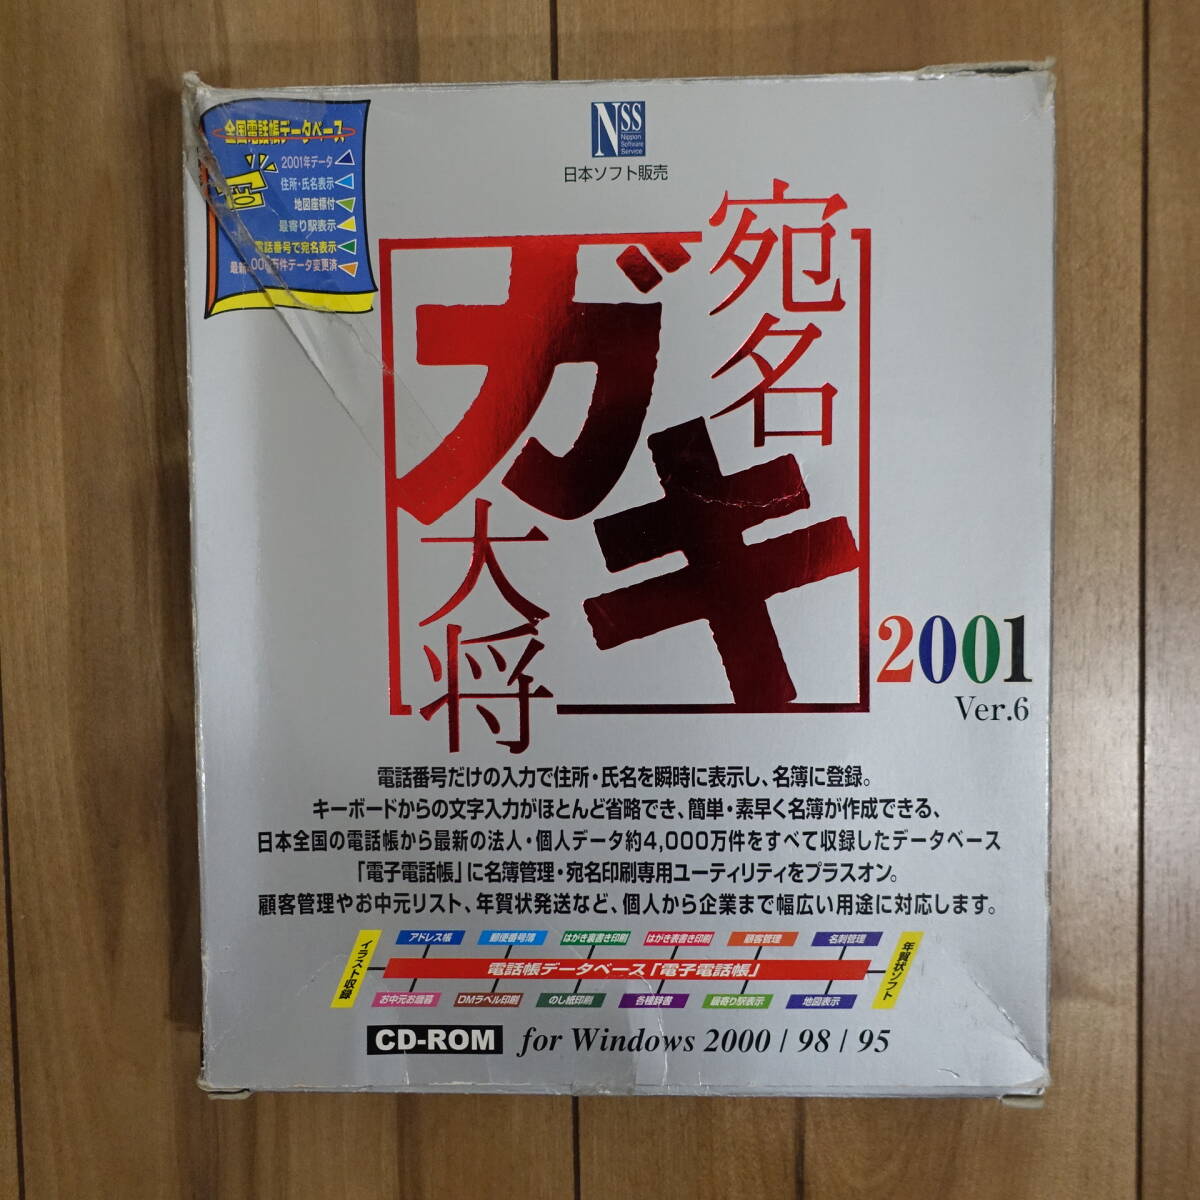 全国電話帳データベース
2001年データ
住所・氏名表示
地図座標付
最寄り駅表示
電話番号で宛名表示
万件データ変更済
NSS
Nippon
Software
Service
日本ソフト販売
宛名
ガキ
大将
2001
Ver.6
電話番号だけの入力で住所・氏名を瞬時に表示し、名簿に登録。
キーボードからの文字入力がほとんど省略でき、簡単・素早く名簿が作成できる、
日本全国の電話帳から最新の法人・個人データ約4,000万件をすべて収録したデータベース
「電子電話帳」に名簿管理・宛名印刷専用ユーティリティをプラスオン。
顧客管理やお中元リスト、年賀状発送など、個人から企業まで幅広い用途に対応します。
イラスト収録
アドレス帳
郵便番号簿
はがき裏書き印刷
はがき表書き印刷
顧客管理
名刺管理
年賀状ソフト
電話帳データベース「電子電話帳」
お中元お歳暮
DMラベル印刷
のし紙印刷
各種辞書
最寄り駅表示
地図表示
CD-ROM for Windows 2000 / 98 / 95